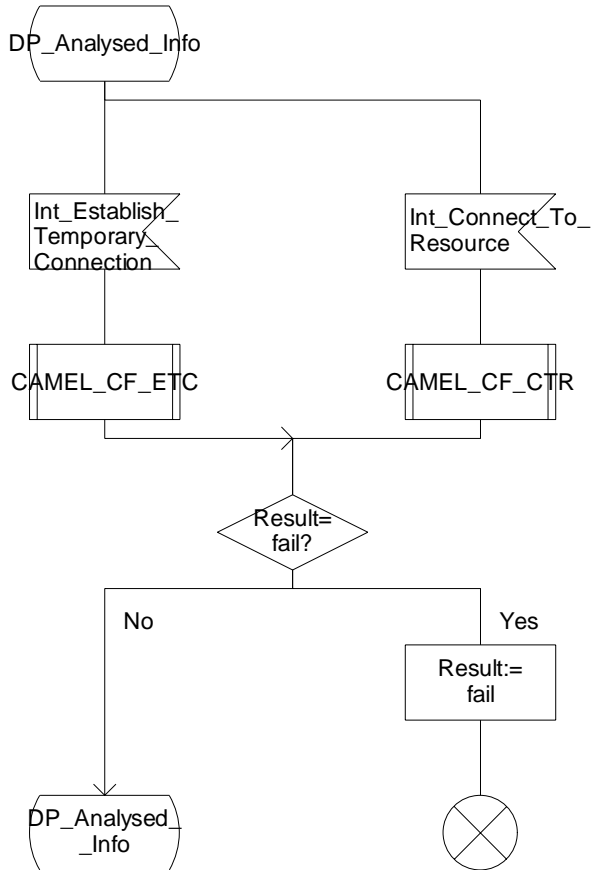 DP_Analysed_Info
Int_Establish_
Temporary_
Connection
Int_Connect_To_
Resource
CAMEL_CF_ETC
CAMEL_CF_CTR
Result=
fail?
No
Yes
Result:=
fail
DP_Analysed_
_Info